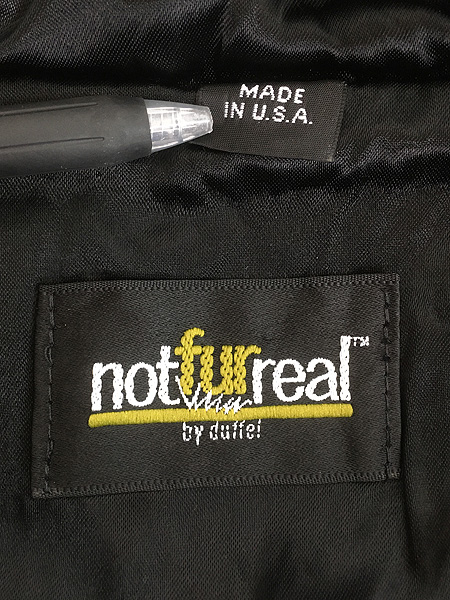 MADE
IN U.S.A.
notfurreal™
by duffel